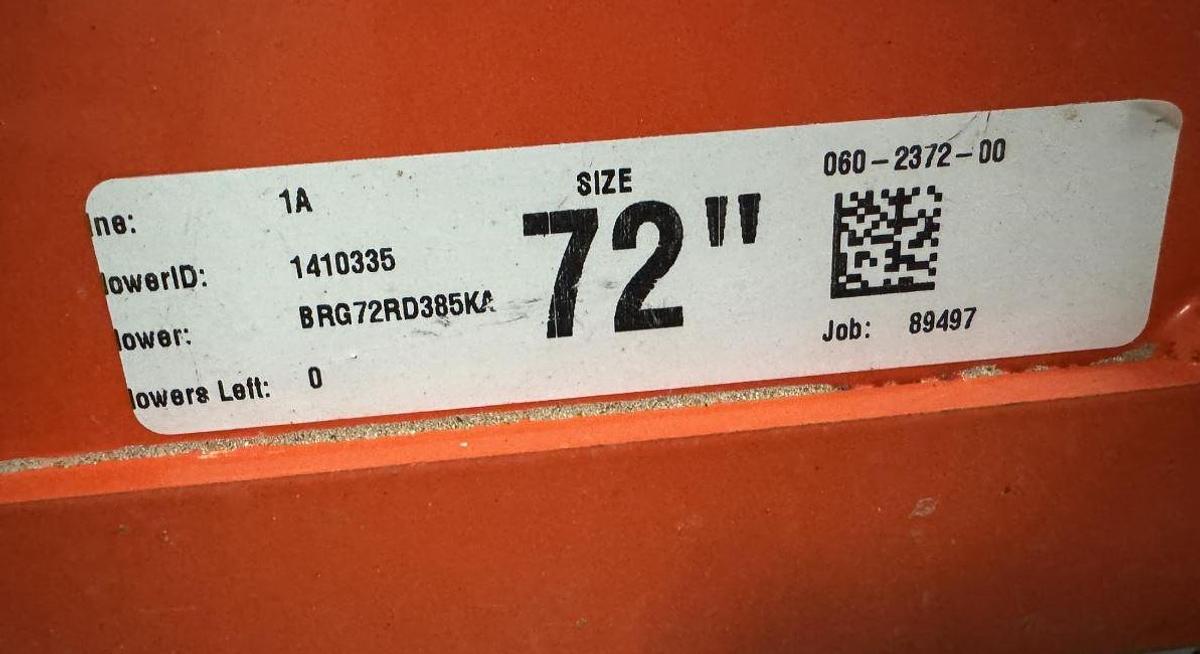 ne: 1A
lowerID: 1410335
lower: BRG72RD385KA
lowers Left: 0
SIZE
72"
060-2372-00
Job: 89497